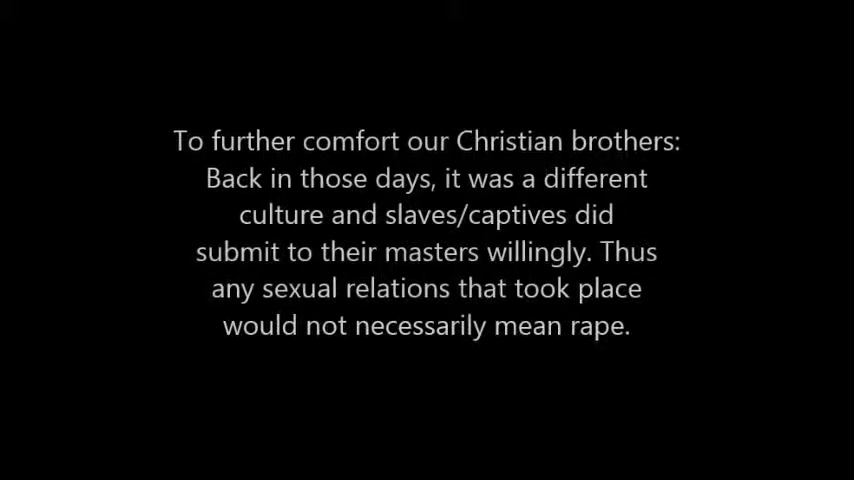 To further comfort our Christian brothers:
Back in those days, it was a different
culture and slaves/captives did
submit to their masters willingly. Thus
any sexual relations that took place
would not necessarily mean rape.